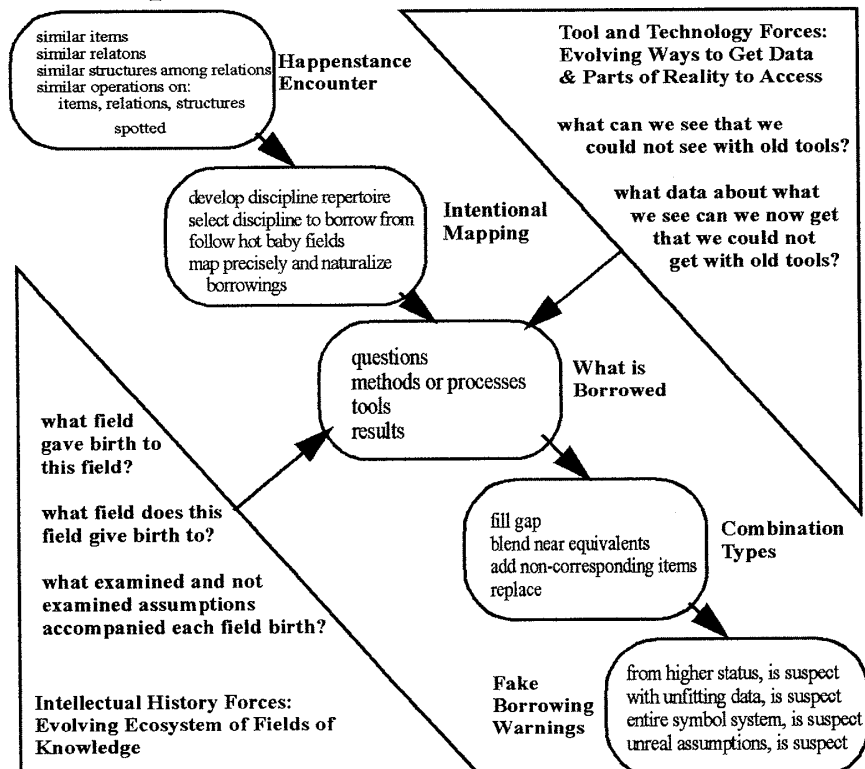 similar items
similar relatons
similar structures among relations
similar operations on:
items, relations, structures
spotted
Happenstance
Encounter
Tool and Technology Forces:
Evolving Ways to Get Data
& Parts of Reality to Access
what can we see that we
could not see with old tools?
what data about what
we see can we now get
that we could not
get with old tools?
develop discipline repertoire
select discipline to borrow from
follow hot baby fields
map precisely and naturalize
borrowings
Intentional
Mapping
questions
methods or processes
tools
results
What is
Borrowed
what field
gave birth to
this field?
what field does this
field give birth to?
what examined and not
examined assumptions
accompanied each field birth?
Intellectual History Forces:
Evolving Ecosystem of Fields of
Knowledge
fill gap
blend near equivalents
add non-corresponding items
replace
Combination
Types
Fake
Borrowing
Warnings
from higher status, is suspect
with unfitting data, is suspect
entire symbol system, is suspect
unreal assumptions, is suspect